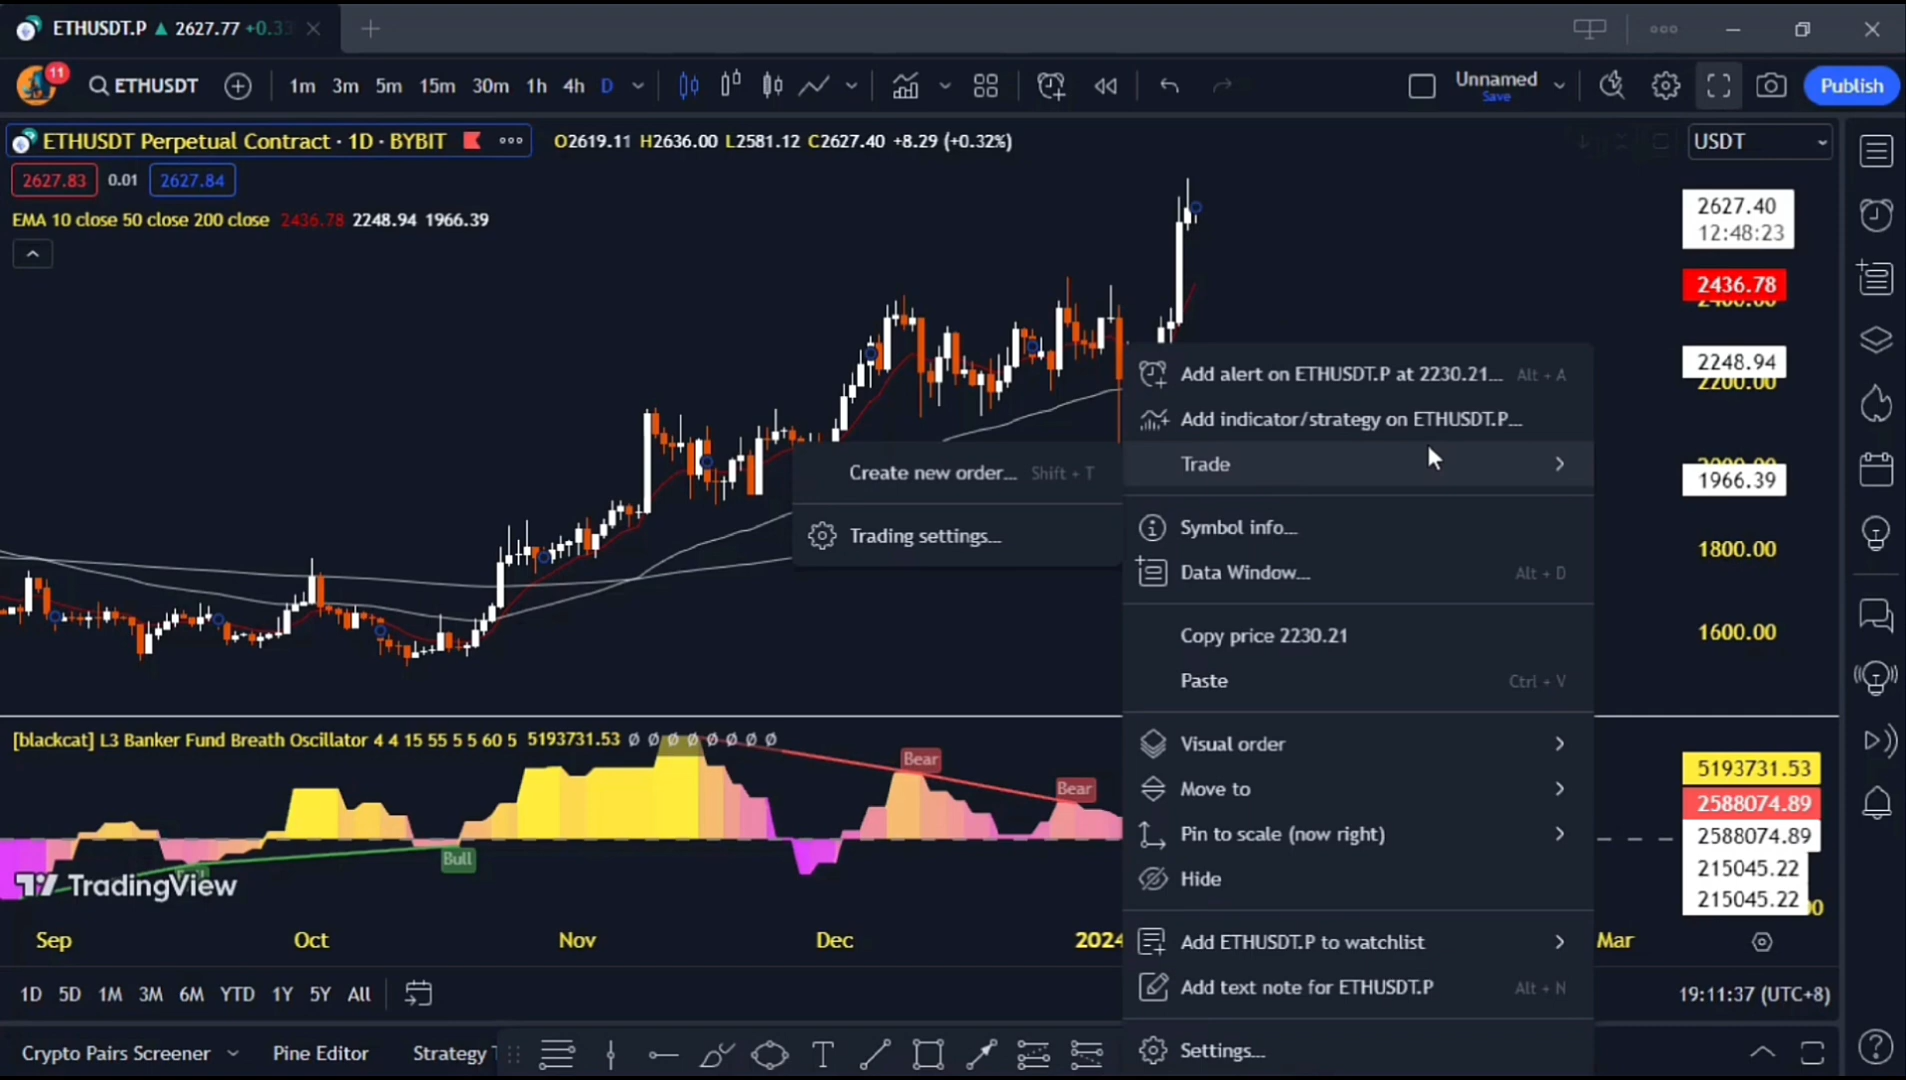 ETHUSDT.P ▲ 2627.77 +0.33
11 ETHUSDT 1m 3m 5m 15m 30m 1h 4h D Unnamed Save Publish
ETHUSDT Perpetual Contract · 1D · BYBIT O2619.11 H2636.00 L2581.12 C2627.40 +8.29 (+0.32%) USDT
2627.83 0.01 2627.84
EMA 10 close 50 close 200 close 2436.78 2248.94 1966.39
2627.40
12:48:23
2436.78
2400.00
2248.94
2200.00
1966.39
1800.00
1600.00
Add alert on ETHUSDT.P at 2230.21... Alt + A
Add indicator/strategy on ETHUSDT.P...
Trade
Create new order... Shift + T
Trading settings...
Symbol info...
Data Window... Alt + D
Copy price 2230.21
Paste Ctrl + V
Visual order
Move to
Pin to scale (now right)
Hide
Add ETHUSDT.P to watchlist
Add text note for ETHUSDT.P Alt + N
Settings...
[blackcat] L3 Banker Fund Breath Oscillator 4 4 15 55 5 5 60 5 5193731.53 Ø Ø Ø Ø Ø Ø Ø Ø
Bear
Bear
Bull
TradingView
5193731.53
2588074.89
2588074.89
215045.22
215045.22
Sep Oct Nov Dec 2024 Mar
1D 5D 1M 3M 6M YTD 1Y 5Y All 19:11:37 (UTC+8)
Crypto Pairs Screener Pine Editor Strategy